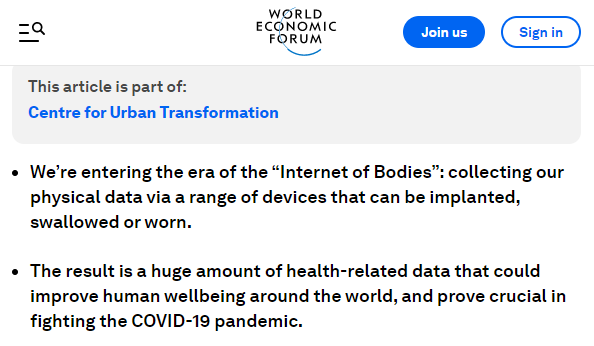 WORLD
ECONOMIC
FORUM
Join us
Sign in
This article is part of:
Centre for Urban Transformation
• We’re entering the era of the “Internet of Bodies”: collecting our
physical data via a range of devices that can be implanted,
swallowed or worn.
• The result is a huge amount of health-related data that could
improve human wellbeing around the world, and prove crucial in
fighting the COVID-19 pandemic.